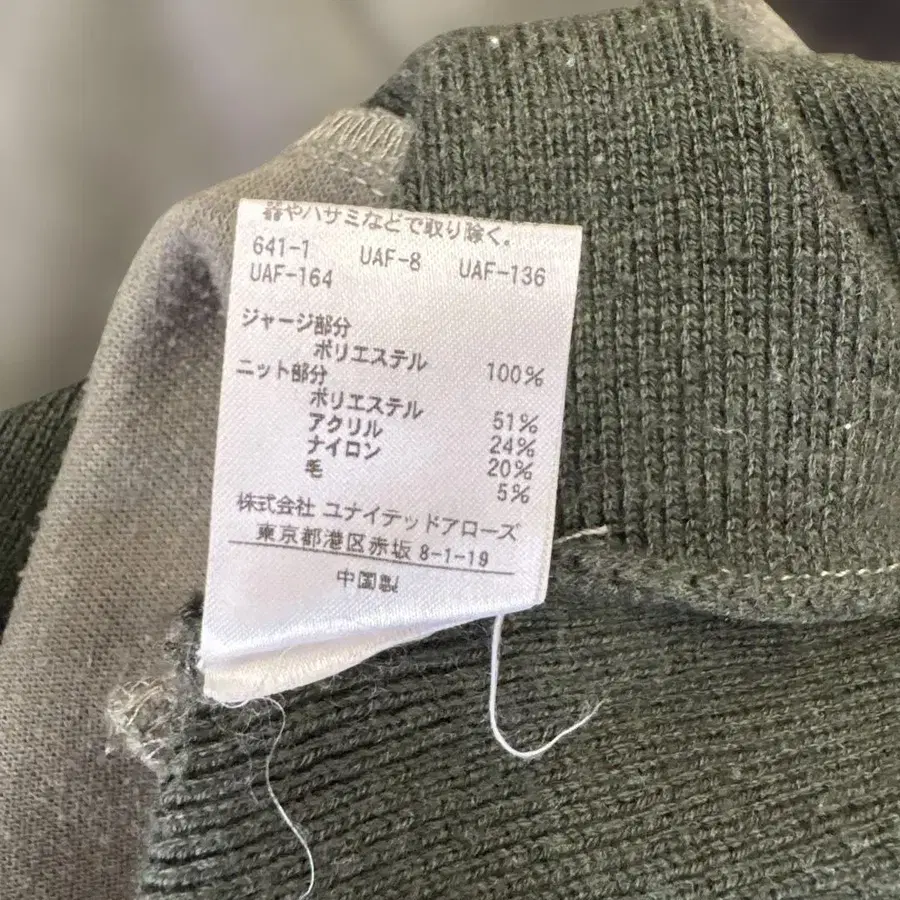 器やハサミなどで取り除く。
641-1 UAF-8 UAF-136
UAF-164
ジャージ部分
ポリエステル 100%
ニット部分
ポリエステル 51%
アクリル 24%
ナイロン 20%
毛 5%
株式会社 ユナイテッドアローズ
東京都港区赤坂 8-1-19
中国製